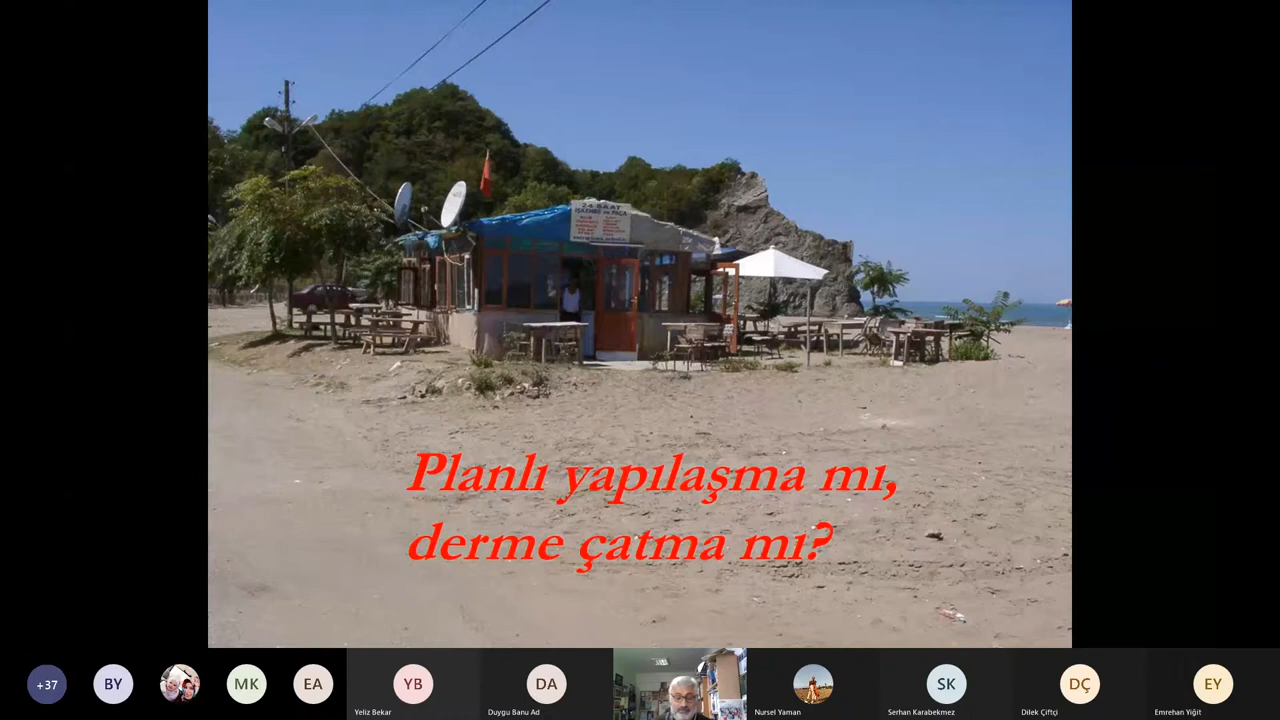 24 SAAT
İŞKEMBE ve PAÇA
Planlı yapılaşma mı,
derme çatma mı?
+37
BY
MK
EA
YB
DA
SK
DÇ
EY
Yeliz Bekar
Duygu Banu Ad
Nursel Yaman
Serhan Karabekmez
Dilek Çiftçi
Emrehan Yiğit